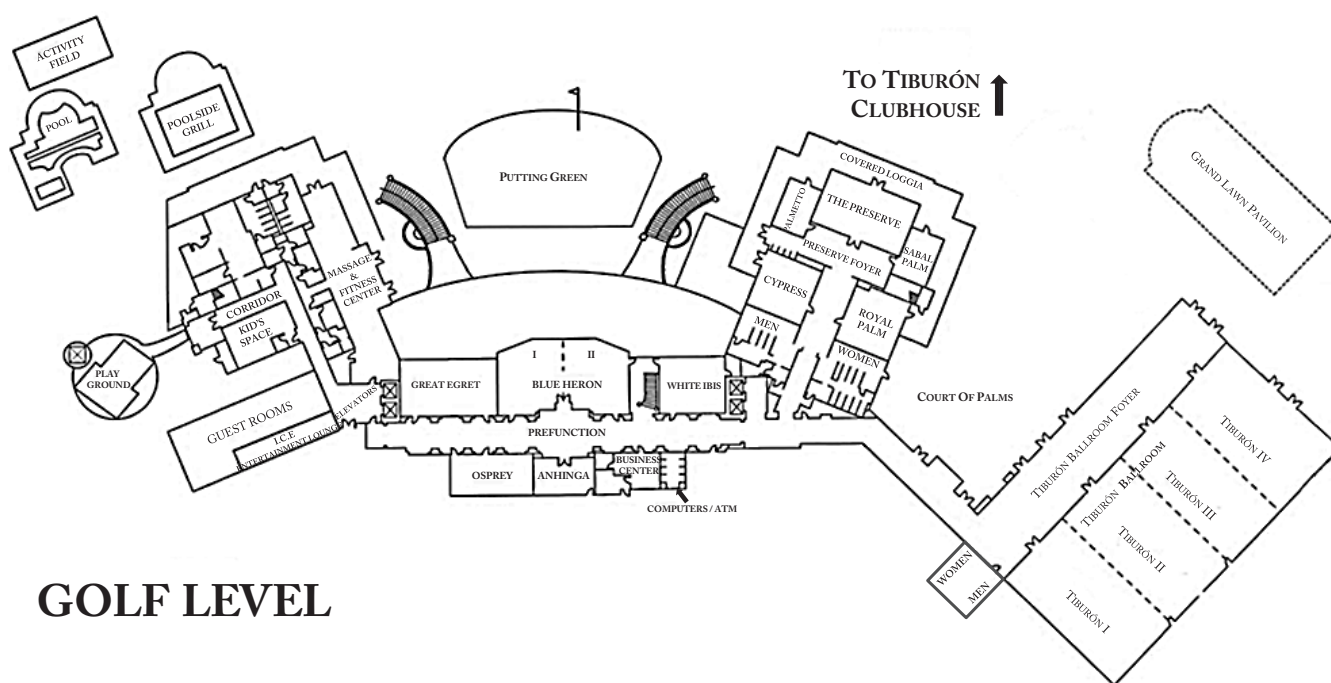 ACTIVITY
FIELD
POOL
POOLSIDE
GRILL
PUTTING GREEN
TO TIBURÓN
CLUBHOUSE
COVERED LOGGIA
PALMETTO
THE PRESERVE
PRESERVE FOYER
SABAL
PALM
CYPRESS
MEN
ROYAL
PALM
WOMEN
GRAND LAWN PAVILION
MASSAGE
&
FITNESS
CENTER
CORRIDOR
KID'S
SPACE
PLAY
GROUND
GUEST ROOMS
I.C.E
ENTERTAINMENT LOUNGE
ELEVATORS
GREAT EGRET
I
II
BLUE HERON
WHITE IBIS
PREFUNCTION
OSPREY
ANHINGA
BUSINESS
CENTER
COMPUTERS / ATM
COURT OF PALMS
TIBURÓN BALLROOM FOYER
TIBURÓN BALLROOM
TIBURÓN IV
TIBURÓN III
TIBURÓN II
TIBURÓN I
WOMEN
MEN
GOLF LEVEL